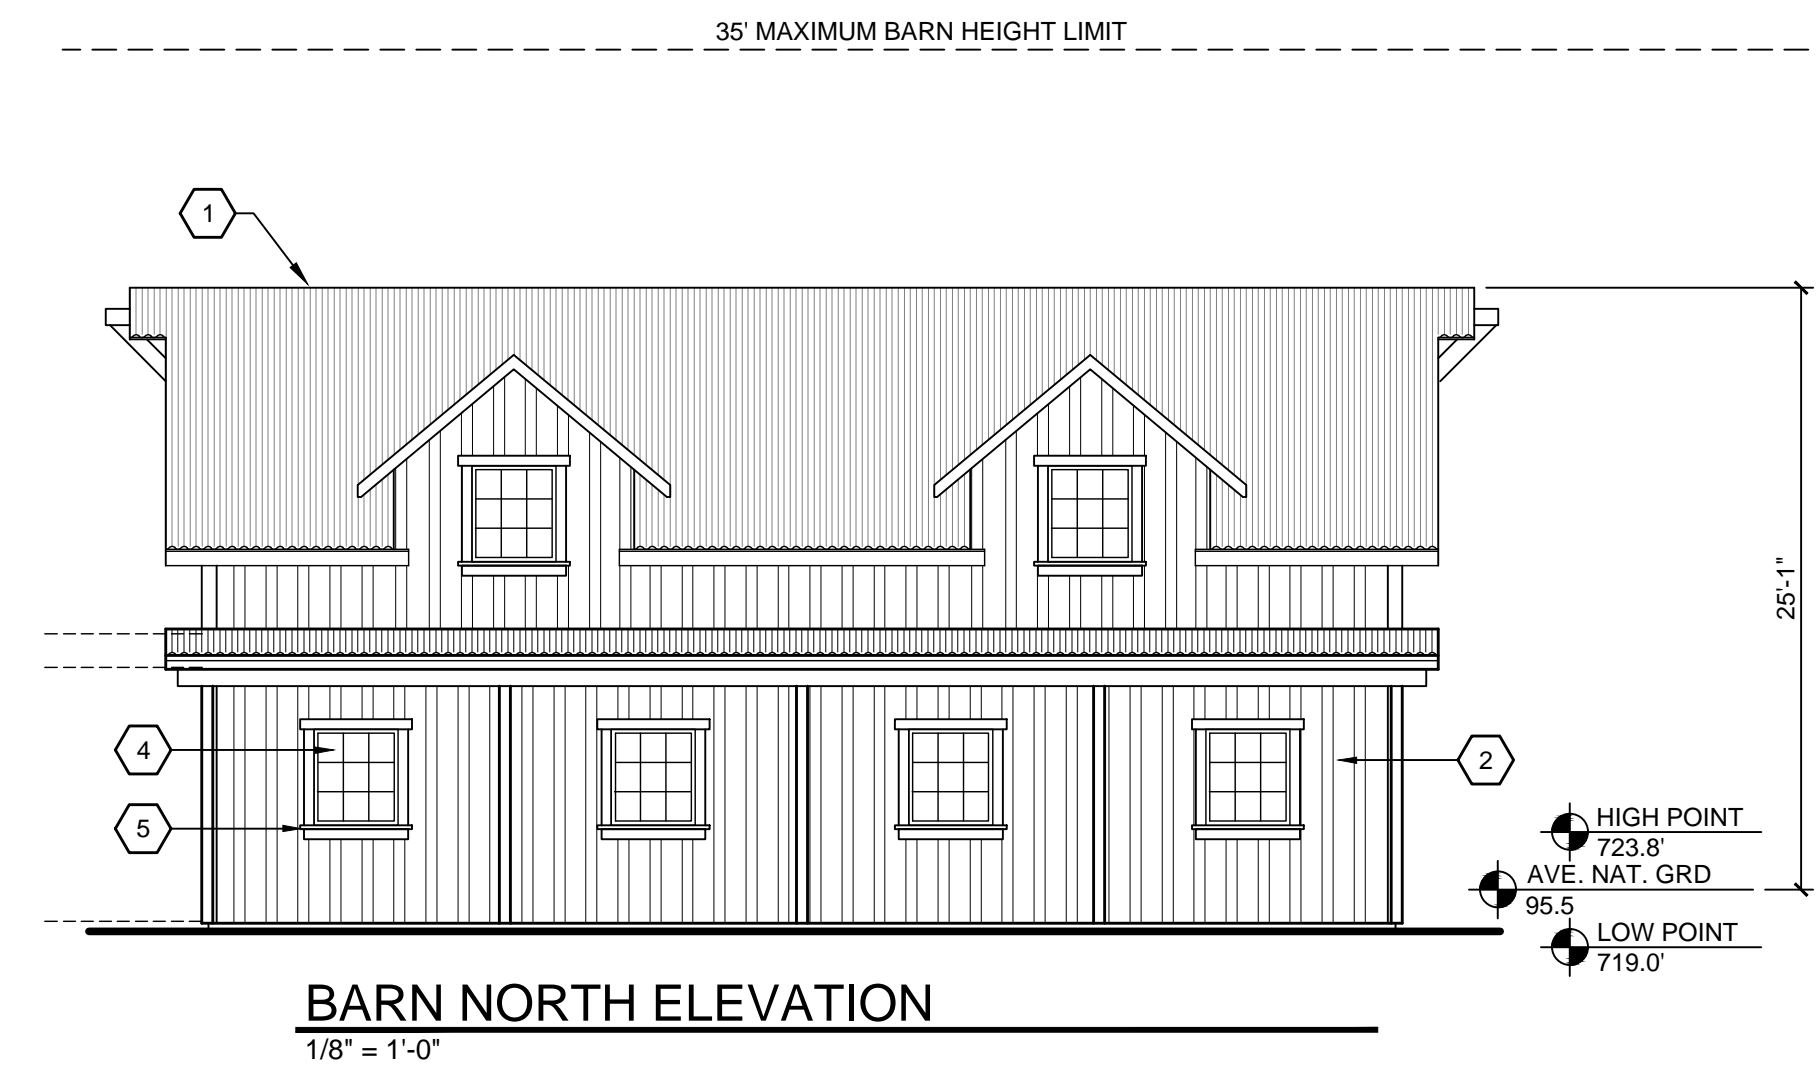 35' MAXIMUM BARN HEIGHT LIMIT
1
25'-1"
4
2
5
HIGH POINT
723.8'
AVE. NAT. GRD
95.5
LOW POINT
719.0'
BARN NORTH ELEVATION
1/8" = 1'-0"